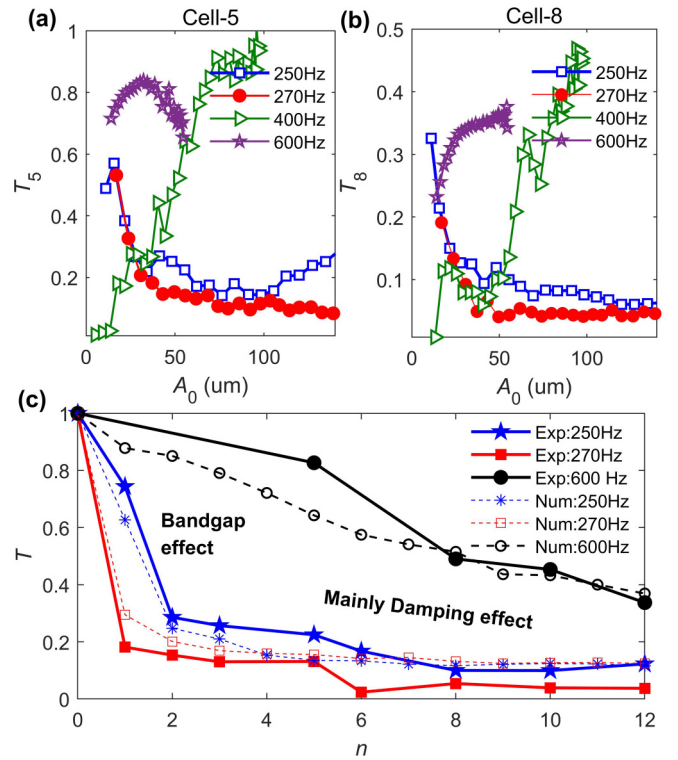 (a)
Cell-5
1
0.8
0.6
0.4
0.2
T5
250Hz
270Hz
400Hz
600Hz
0
50
100
A0 (um)
(b)
Cell-8
0.5
0.4
0.3
0.2
0.1
T8
250Hz
270Hz
400Hz
600Hz
0
50
100
A0 (um)
(c)
1
0.8
0.6
0.4
0.2
0
T
Exp:250Hz
Exp:270Hz
Exp:600 Hz
Num:250Hz
Num:270Hz
Num:600Hz
Bandgap
effect
Mainly Damping effect
0
2
4
6
8
10
12
n